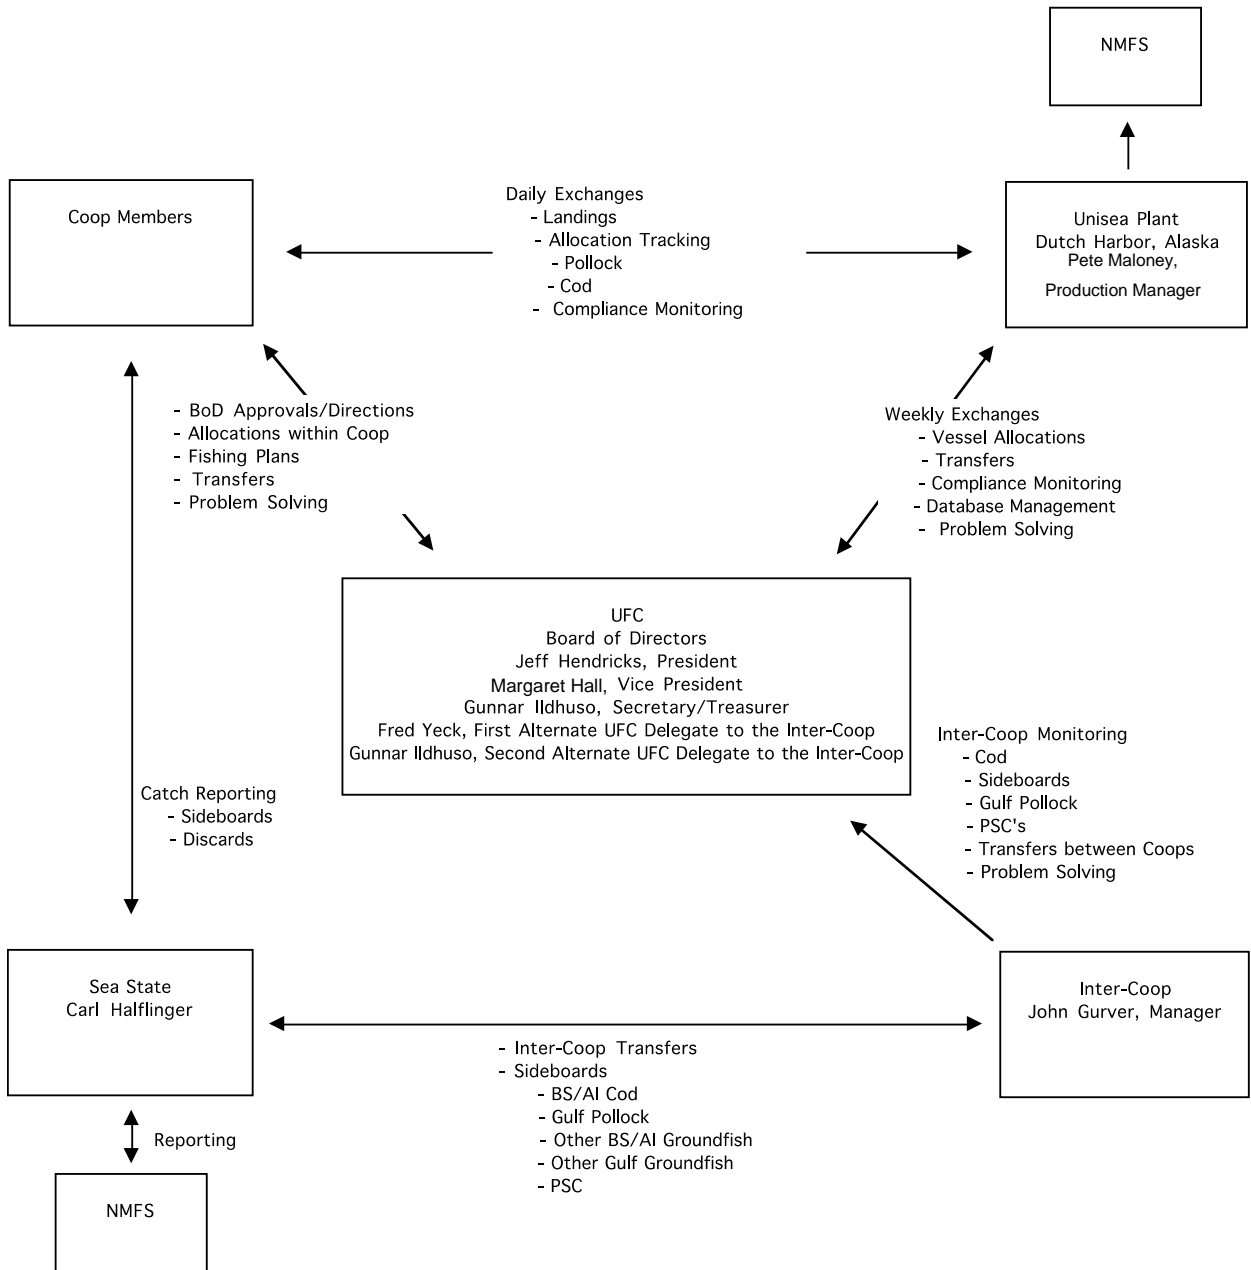 NMFS
Coop Members
Daily Exchanges
- Landings
- Allocation Tracking
- Pollock
- Cod
- Compliance Monitoring
Unisea Plant
Dutch Harbor, Alaska
Pete Maloney,
Production Manager
- BoD Approvals/Directions
- Allocations within Coop
- Fishing Plans
- Transfers
- Problem Solving
Weekly Exchanges
- Vessel Allocations
- Transfers
- Compliance Monitoring
- Database Management
- Problem Solving
UFC
Board of Directors
Jeff Hendricks, President
Margaret Hall, Vice President
Gunnar Ildhuso, Secretary/Treasurer
Fred Yeck, First Alternate UFC Delegate to the Inter-Coop
Gunnar Ildhuso, Second Alternate UFC Delegate to the Inter-Coop
Inter-Coop Monitoring
- Cod
- Sideboards
- Gulf Pollock
- PSC's
- Transfers between Coops
- Problem Solving
Catch Reporting
- Sideboards
- Discards
Sea State
Carl Halflinger
Inter-Coop
John Gurver, Manager
- Inter-Coop Transfers
- Sideboards
- BS/AI Cod
- Gulf Pollock
- Other BS/AI Groundfish
- Other Gulf Groundfish
- PSC
Reporting
NMFS